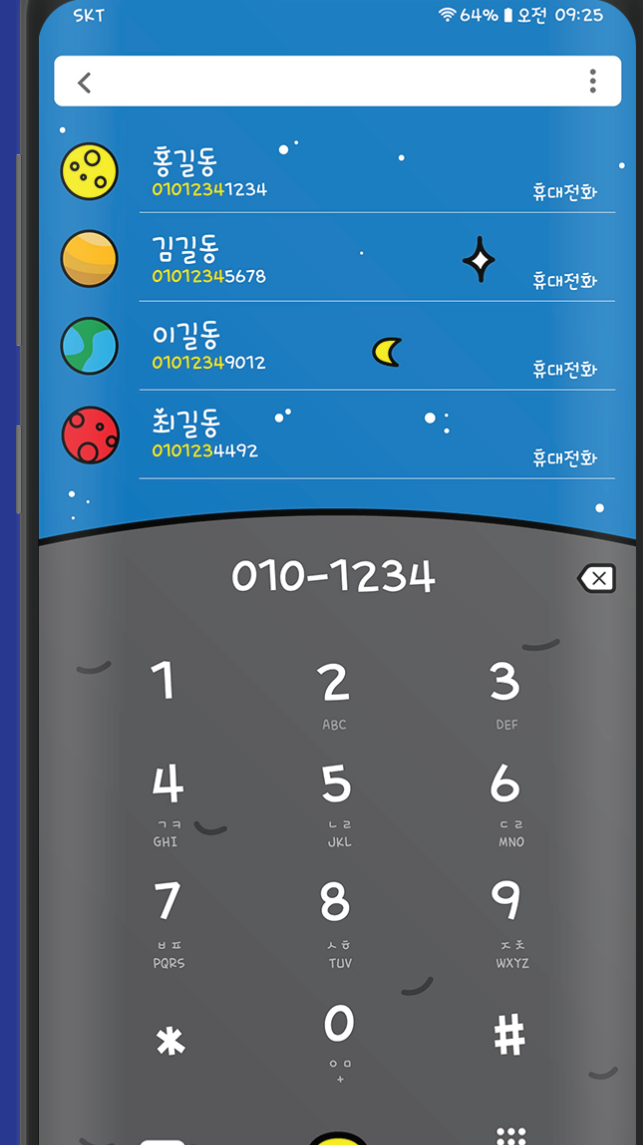 SKT 64% 오전 09:25
홍길동
01012341234 휴대전화
김길동
01012345678 휴대전화
이길동
01012349012 휴대전화
최길동
0101234492 휴대전화
010-1234
1 2 3
ABC DEF
4 5 6
ㄱㅋ ㄴㄹ ㄷㄹ
GHI JKL MNO
7 8 9
ㅂㅍ ㅅㅎ ㅈㅊ
PQRS TUV WXYZ
* 0 #
ㅇㅁ
+